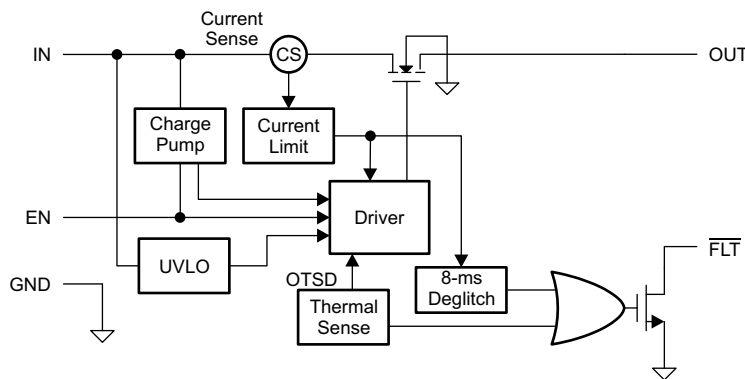 Current
Sense
IN
CS
OUT
Charge
Pump
Current
Limit
EN
Driver
FLT
UVLO
GND
OTSD
8-ms
Deglitch
Thermal
Sense